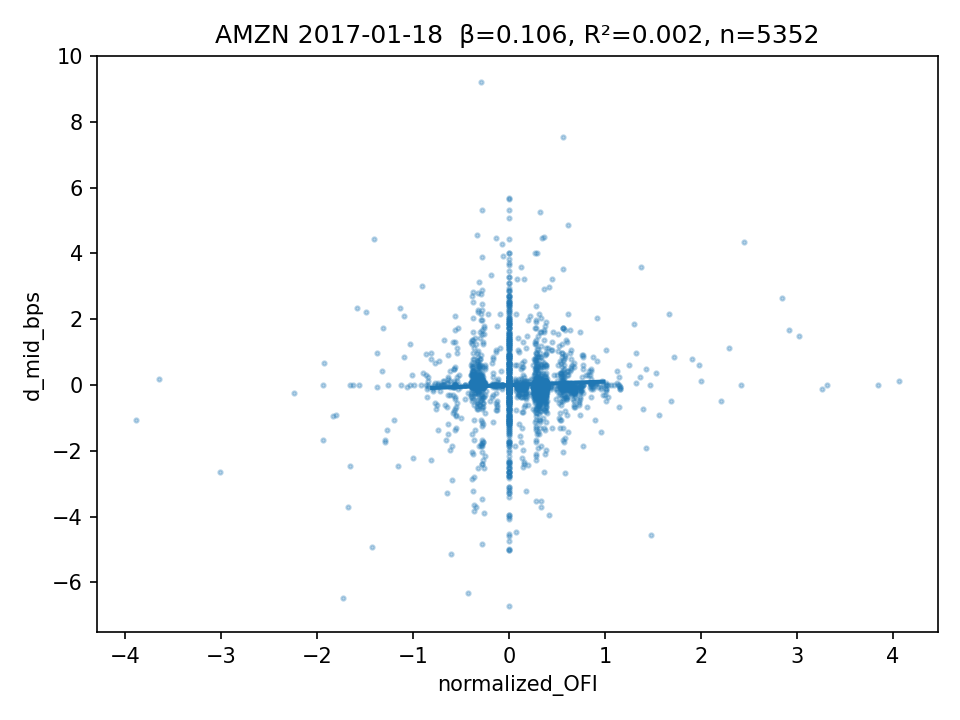 AMZN 2017-01-18  β=0.106, R²=0.002, n=5352
10
8
6
4
2
0
−2
−4
−6
d_mid_bps
−4 −3 −2 −1 0 1 2 3 4
normalized_OFI